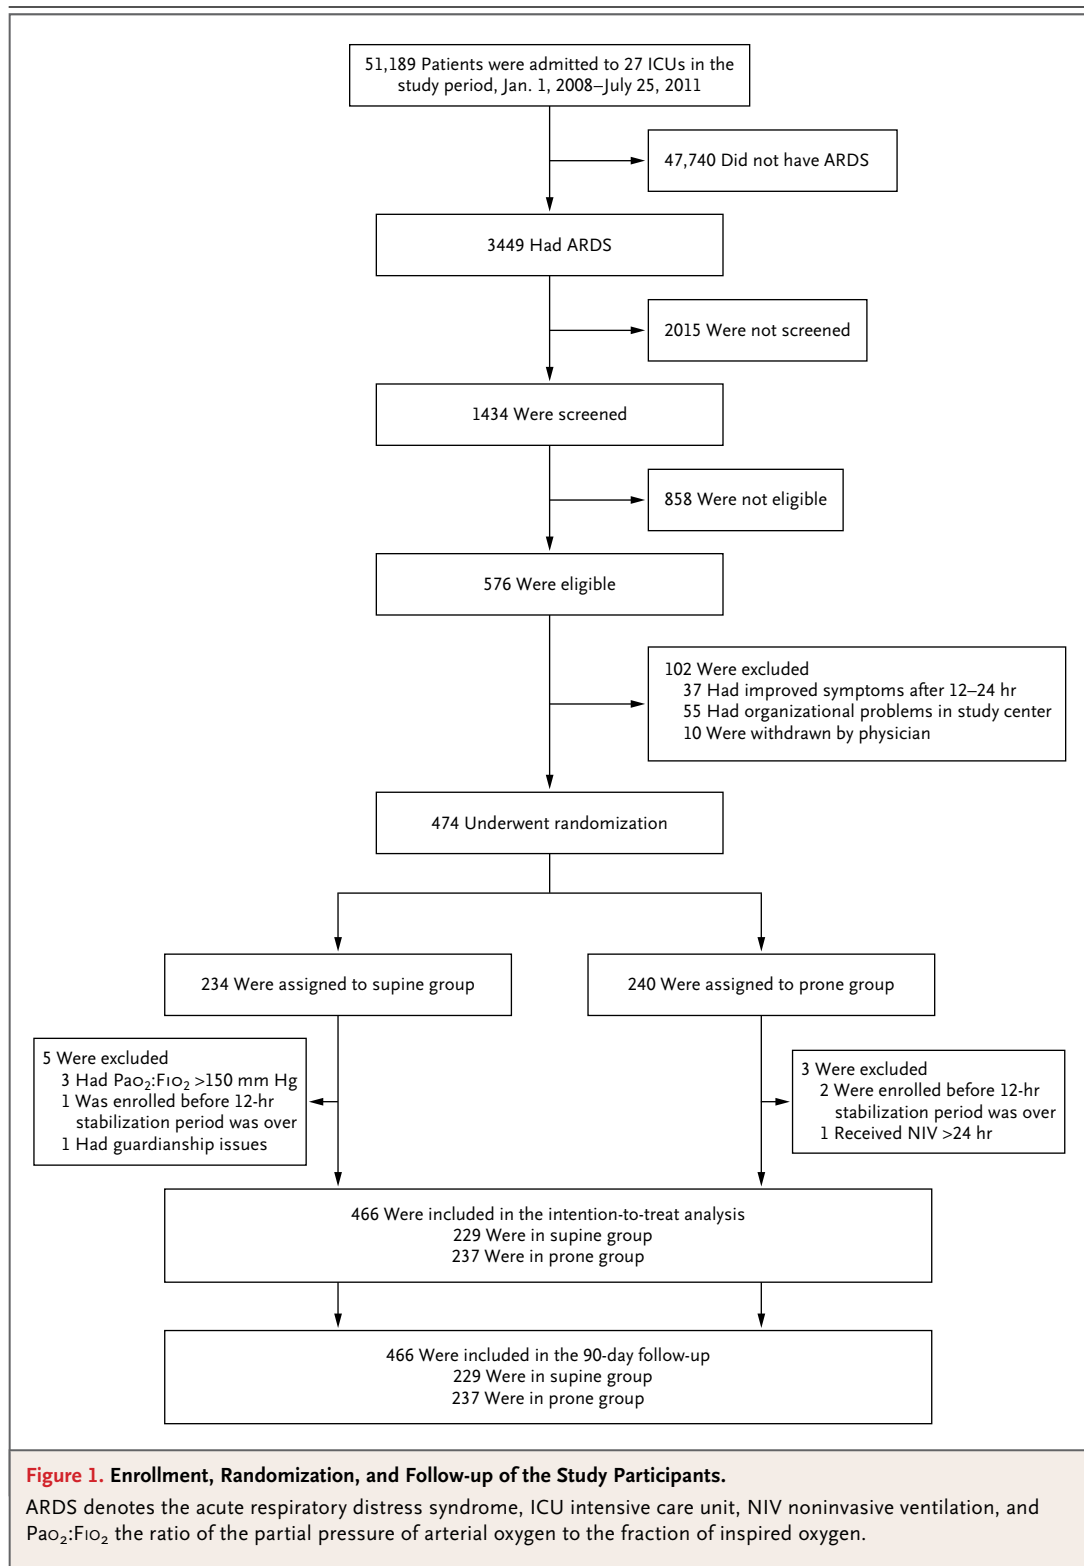 51,189 Patients were admitted to 27 ICUs in the
study period, Jan. 1, 2008–July 25, 2011
47,740 Did not have ARDS
3449 Had ARDS
2015 Were not screened
1434 Were screened
858 Were not eligible
576 Were eligible
102 Were excluded
37 Had improved symptoms after 12–24 hr
55 Had organizational problems in study center
10 Were withdrawn by physician
474 Underwent randomization
234 Were assigned to supine group
240 Were assigned to prone group
5 Were excluded
3 Had PaO₂:FIO₂ >150 mm Hg
1 Was enrolled before 12-hr
stabilization period was over
1 Had guardianship issues
3 Were excluded
2 Were enrolled before 12-hr
stabilization period was over
1 Received NIV >24 hr
466 Were included in the intention-to-treat analysis
229 Were in supine group
237 Were in prone group
466 Were included in the 90-day follow-up
229 Were in supine group
237 Were in prone group
Figure 1. Enrollment, Randomization, and Follow-up of the Study Participants.
ARDS denotes the acute respiratory distress syndrome, ICU intensive care unit, NIV noninvasive ventilation, and
PaO₂:FIO₂ the ratio of the partial pressure of arterial oxygen to the fraction of inspired oxygen.